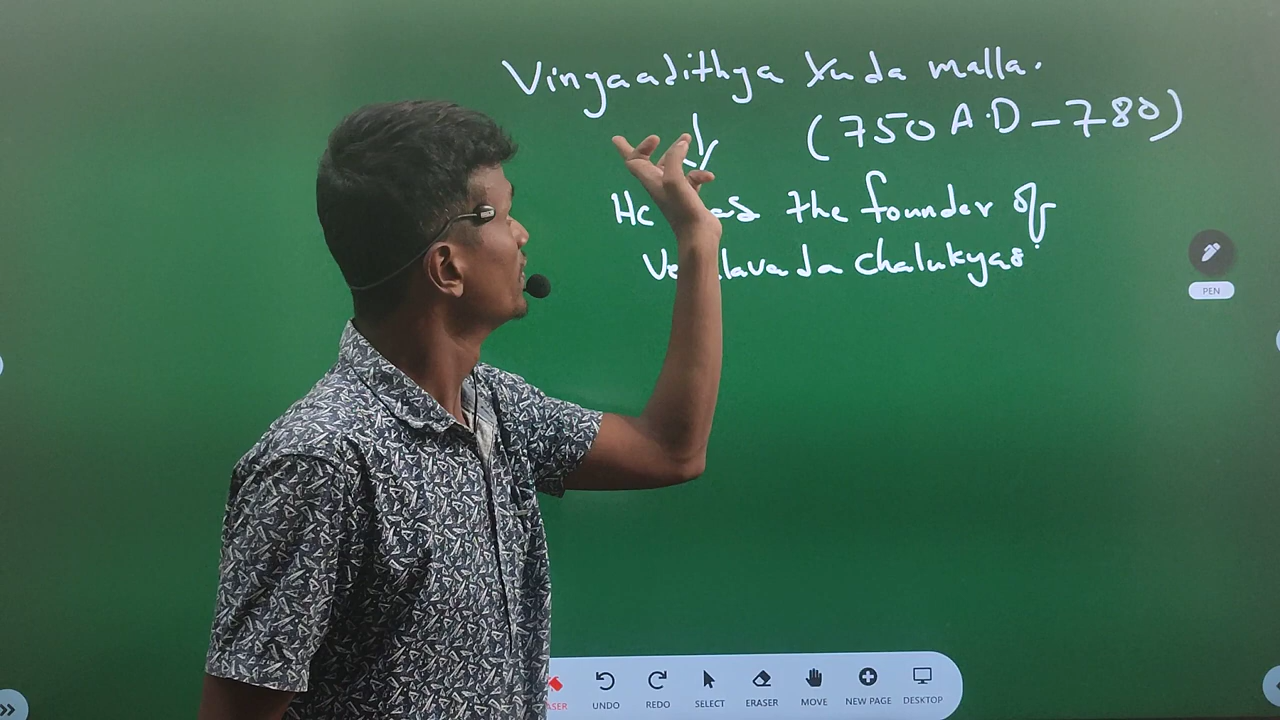 Vinyaadithya Yuda malla.
(750 A.D - 780)
He the founder of
chalukyas.
PEN
UNDO REDO SELECT ERASER MOVE NEW PAGE DESKTOP